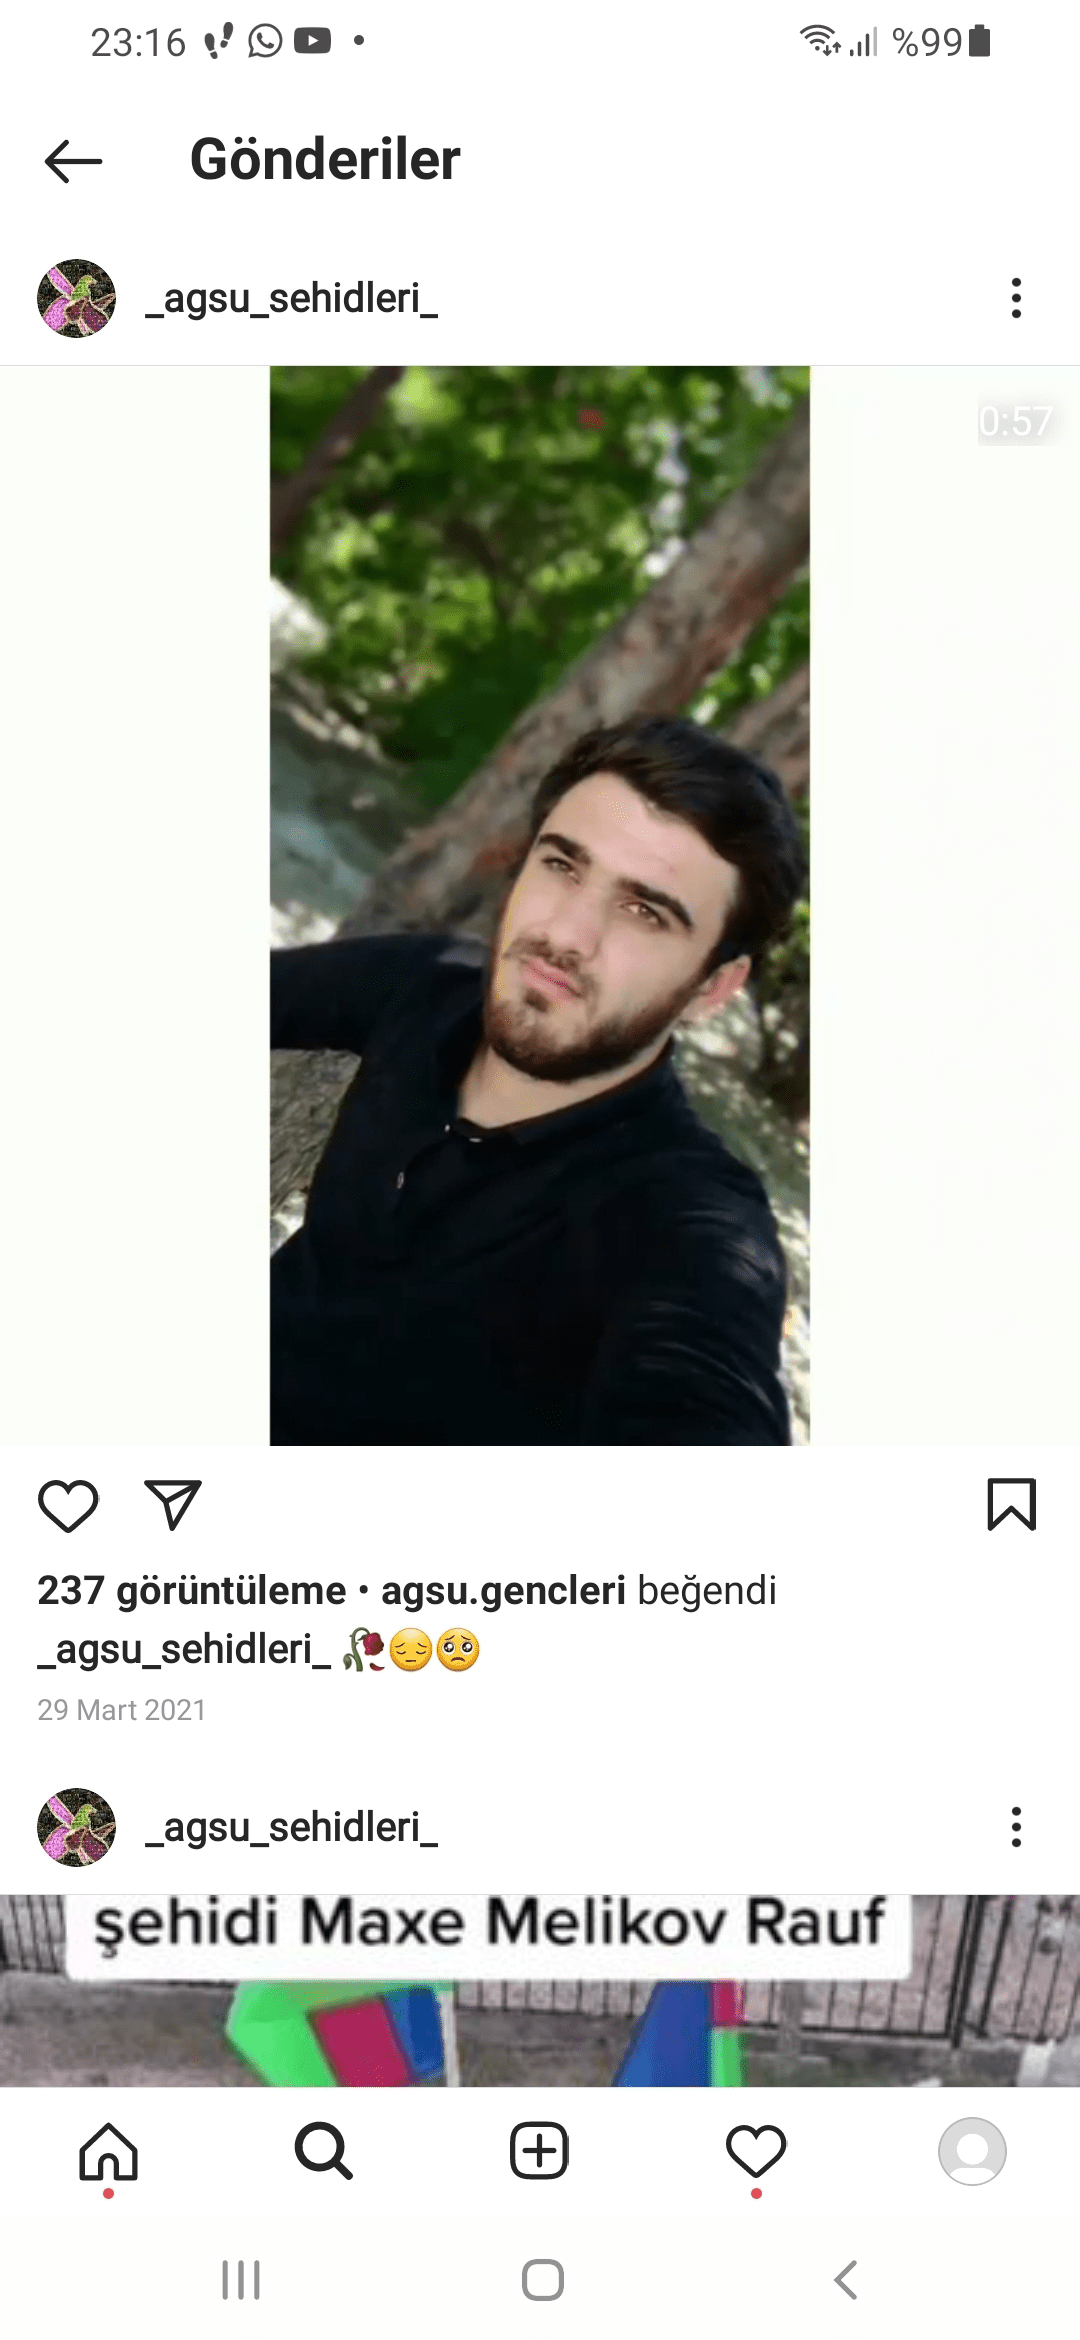 23:16 %99
Gönderiler
_agsu_sehidleri_
0:57
237 görüntüleme • agsu.gencleri beğendi
_agsu_sehidleri_ 🥀😔🥺
29 Mart 2021
_agsu_sehidleri_
şehidi Maxe Melikov Rauf